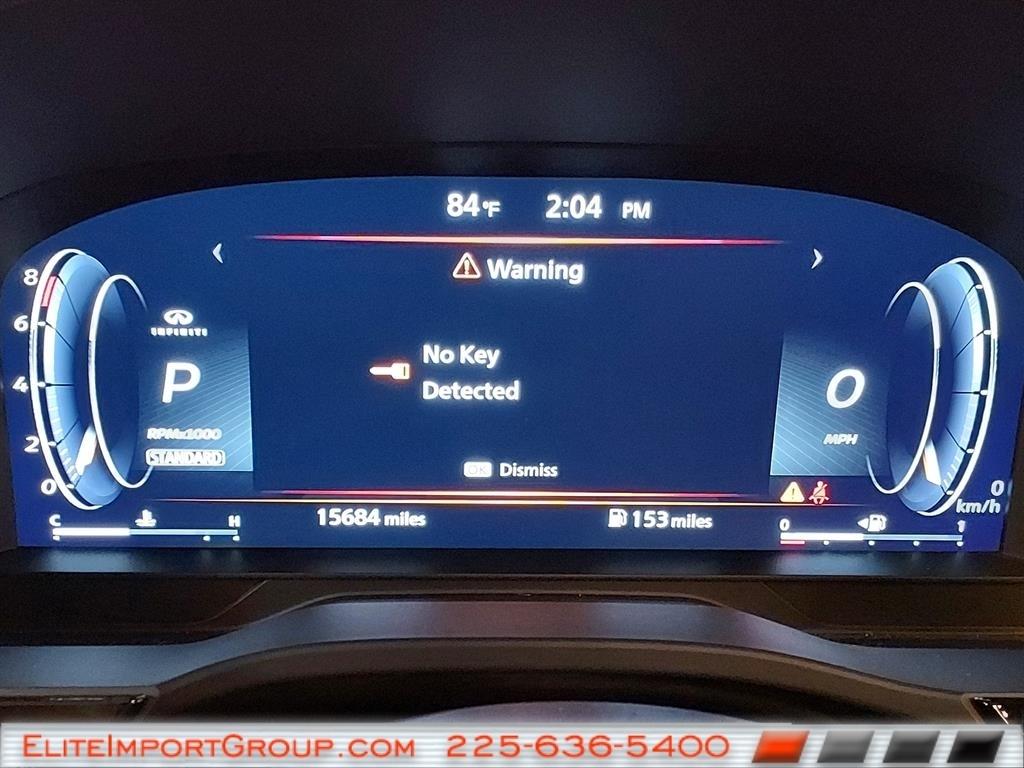 84°F 2:04 PM
Warning
8
6
4
2
0
INFINITI
P
RPMx1000
STANDARD
No Key
Detected
OK Dismiss
0
MPH
0
km/h
C H
15684 miles
153 miles
0 1
EliteImportGroup.com 225-636-5400